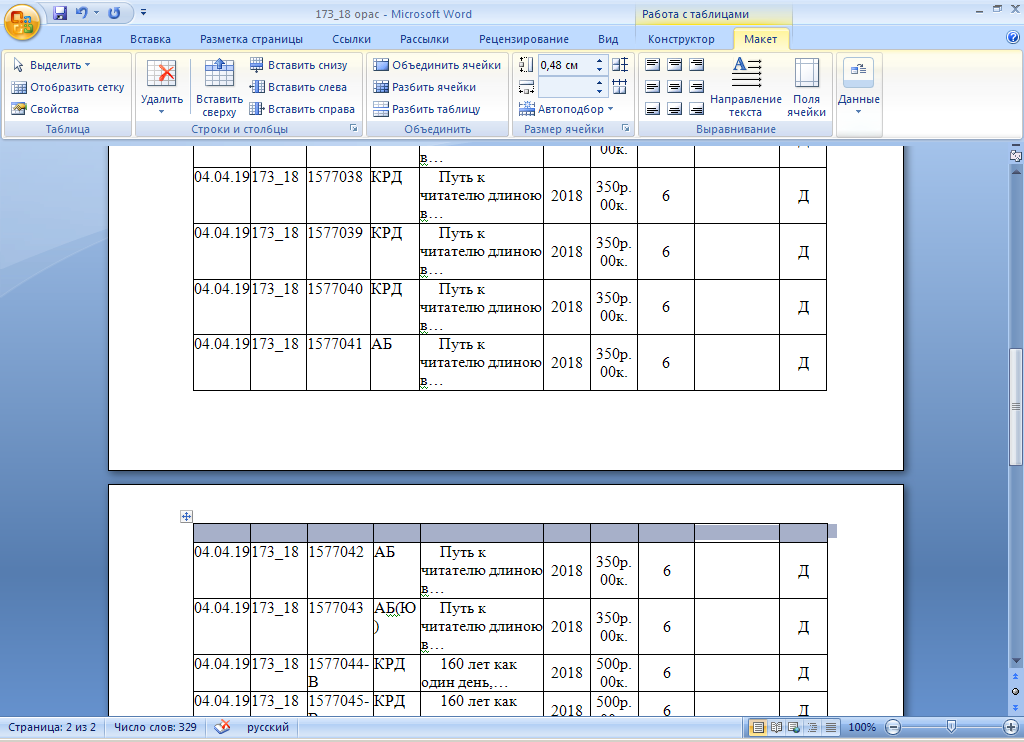 173_18 opac - Microsoft Word
Работа с таблицами
Главная Вставка Разметка страницы Ссылки Рассылки Рецензирование Вид Конструктор Макет
Выделить
Отобразить сетку
Свойства
Таблица
Удалить
Вставить сверху
Вставить снизу
Вставить слева
Вставить справа
Строки и столбцы
Объединить ячейки
Разбить ячейки
Разбить таблицу
Объединить
0,48 см
Автоподбор
Размер ячейки
Направление текста
Поля ячейки
Выравнивание
Данные
в… 00к.
04.04.19 173_18 1577038 КРД Путь к читателю длиною в… 2018 350р. 00к. 6 Д
04.04.19 173_18 1577039 КРД Путь к читателю длиною в… 2018 350р. 00к. 6 Д
04.04.19 173_18 1577040 КРД Путь к читателю длиною в… 2018 350р. 00к. 6 Д
04.04.19 173_18 1577041 АБ Путь к читателю длиною в… 2018 350р. 00к. 6 Д
04.04.19 173_18 1577042 АБ Путь к читателю длиною в… 2018 350р. 00к. 6 Д
04.04.19 173_18 1577043 АБ(Ю) Путь к читателю длиною в… 2018 350р. 00к. 6 Д
04.04.19 173_18 1577044-В КРД 160 лет как один день,… 2018 500р. 00к. 6 Д
04.04.19 173_18 1577045- КРД 160 лет как 2018 500р. 6 Д
Страница: 2 из 2 Число слов: 329 русский 100%